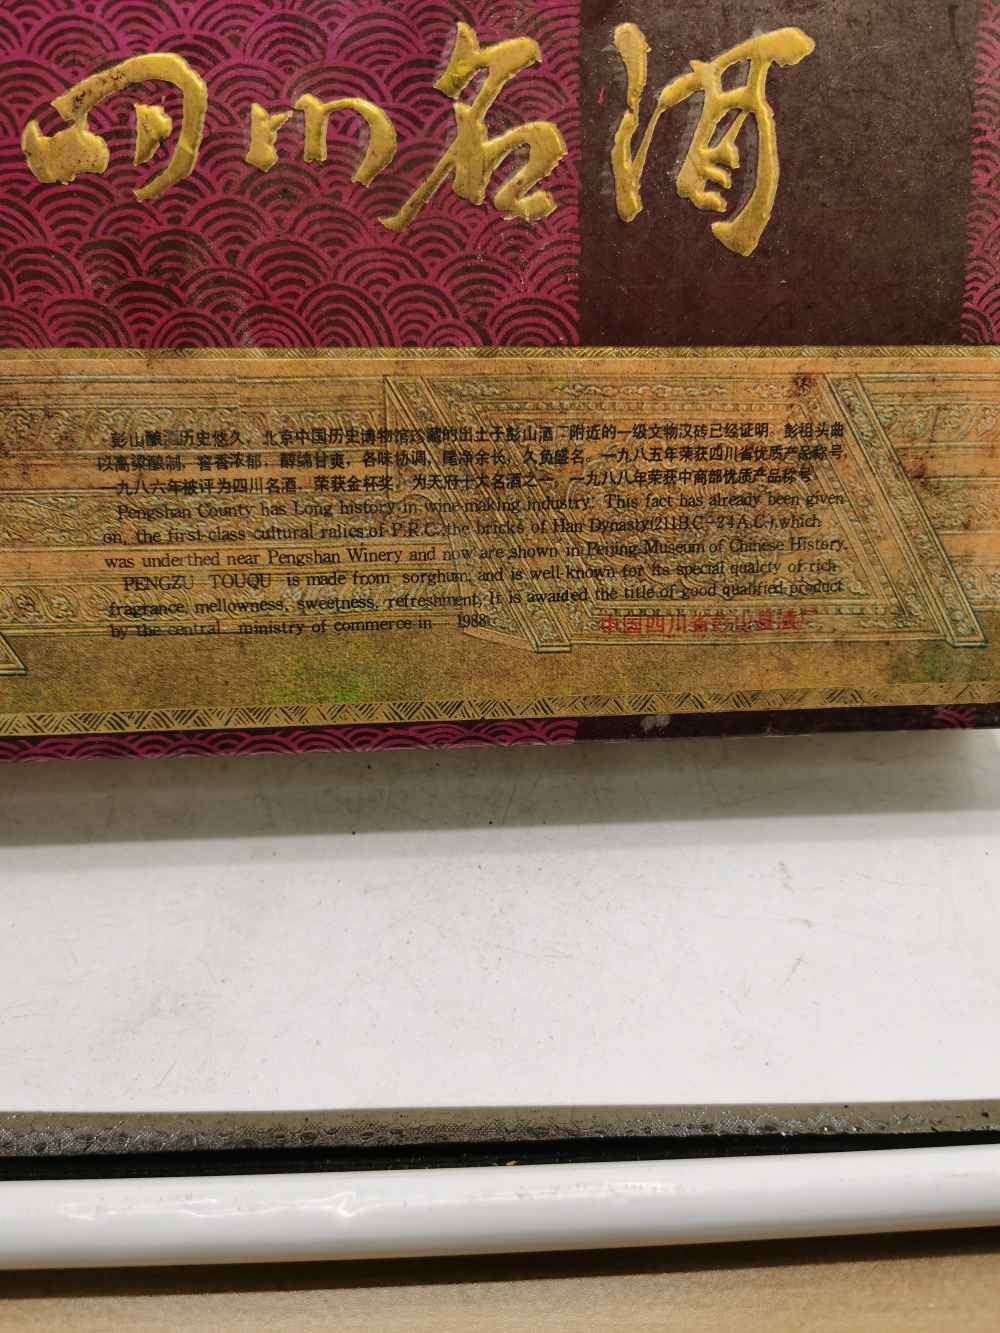 四川名酒
彭山酿酒历史悠久，北京中国历史博物馆珍藏的出土于彭山酒厂附近的一级文物汉砖已经证明．彭祖头曲
以高粱酿制，窖香浓郁，醇绵甘爽，各味协调，尾净余长，久负盛名。一九八五年荣获四川省优质产品称号，
一九八六年被评为四川名酒，荣获金杯奖，为天府十大名酒之一，一九八八年荣获中商部优质产品称号。
Pengshan County has Long history in wine-making industry. This fact has already been given
on, the first-class cultural ralics of P.R.C.:the bricks of Han Dynasty(211B.C—24A.C.),which
was underthed near Pengshan Winery and now are shown in Peijing Museum of Chinese History.
PENGZU TOUQU is made from sorghum, and is well-known for its special qualcty of rich
fragrance, mellowness, sweetness, refreshment, It is awaided the title of good qualified product
by the central ministry of commerce in 1988.
中国四川省彭山县酒厂